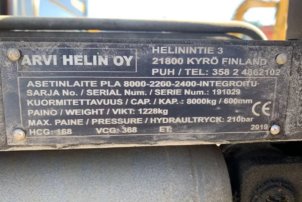 ARVI HELIN OY
HELININTIE 3
21800 KYRÖ FINLAND
PUH / TEL: 358 2 4862102
ASETINLAITE PLA 8000-2200-2400-INTEGROITU-
SARJA No. / SERIAL Num. / SERIE Num.: 191029
KUORMITETTAVUUS / CAP. / KAP.: 8000kg / 600mm
PAINO / WEIGHT / VIKT: 1228kg
MAX. PAINE / PRESSURE / HYDRAULTRYCK: 210bar
HCG: 168 VCG: 368 ET: 2019